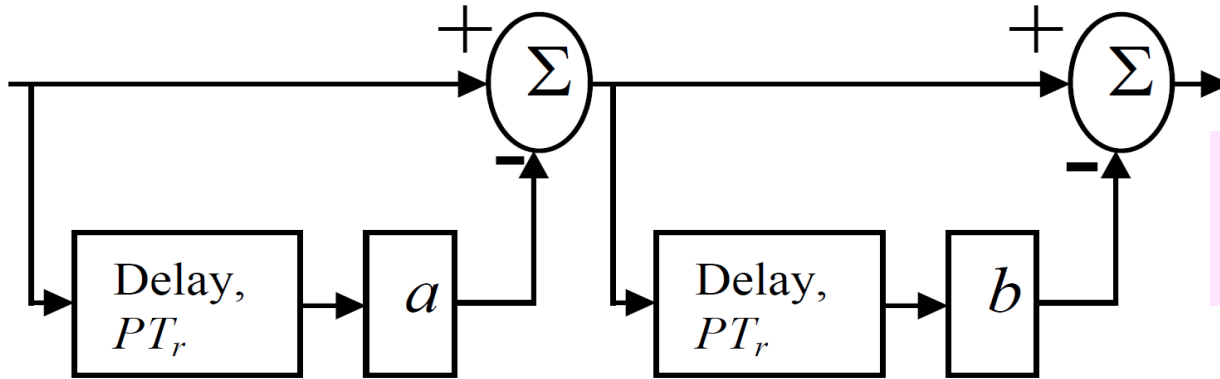 +
Σ
-
Delay,
PTᵣ
a
+
Σ
-
Delay,
PTᵣ
b